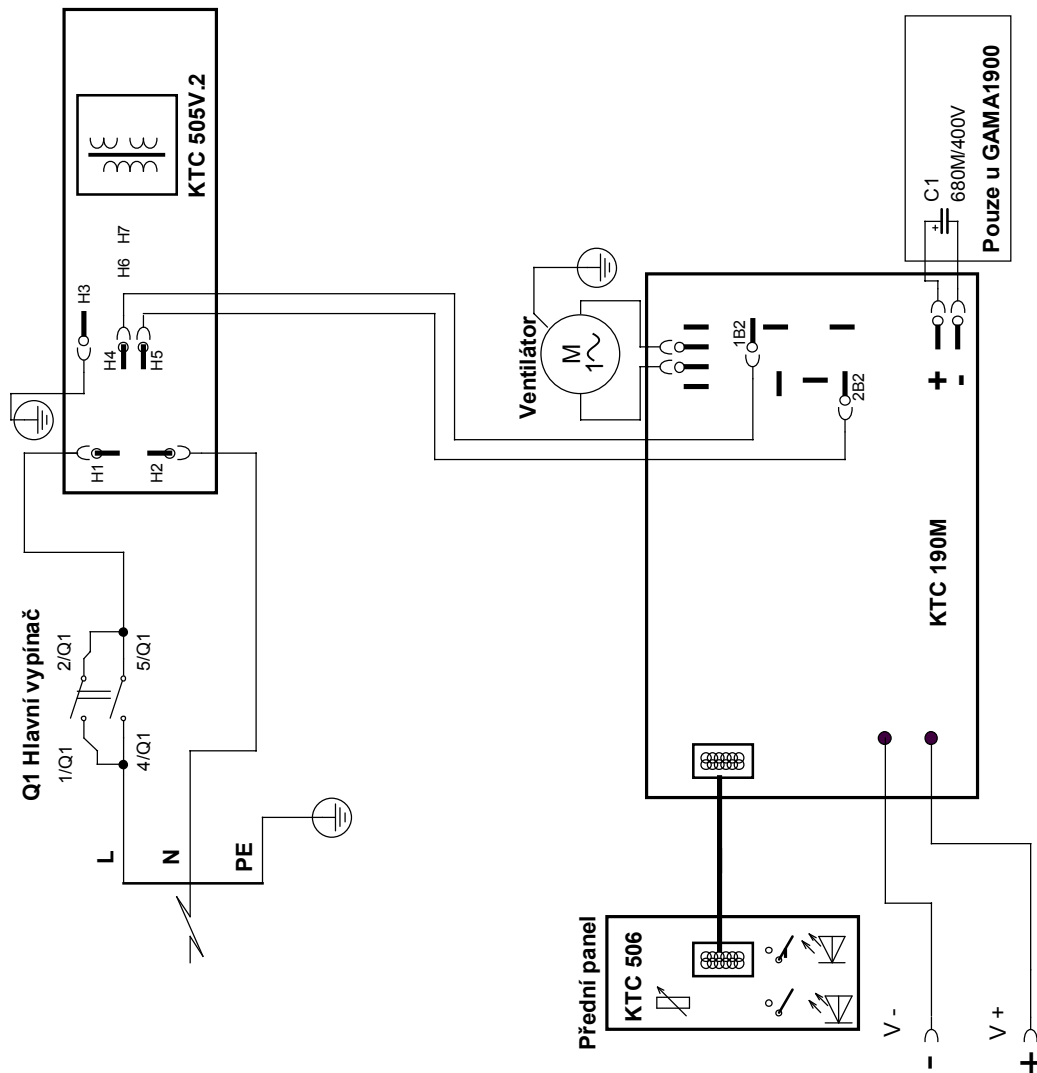 Q1 Hlavní vypínač
1/Q1
2/Q1
4/Q1
5/Q1
L
N
PE
H1
H2
H3
H4
H5
H6
H7
KTC 505V.2
Přední panel
KTC 506
Ventilátor
M
1
1B2
2B2
+
-
KTC 190M
+
C1
680M/400V
Pouze u GAMA1900
V -
-
V +
+